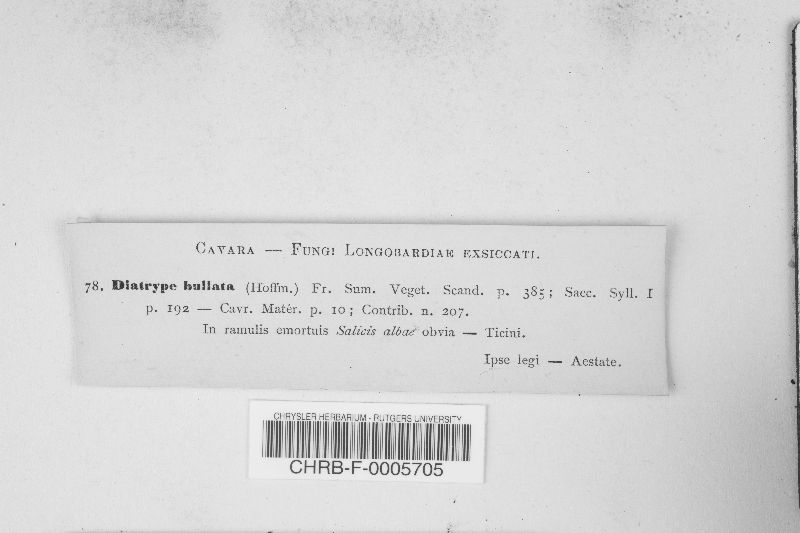 CAVARA — FUNGI LONGOBARDIAE EXSICCATI.
78. Diatrype bullata (Hoffm.) Fr. Sum. Veget. Scand. p. 385; Sacc. Syll. I
p. 192 — Cavr. Matér. p. 10; Contrib. n. 207.
In ramulis emortuis Salicis albae obvia — Ticini.
Ipse legi — Aestate.
CHRYSLER HERBARIUM - RUTGERS UNIVERSITY
CHRB-F-0005705